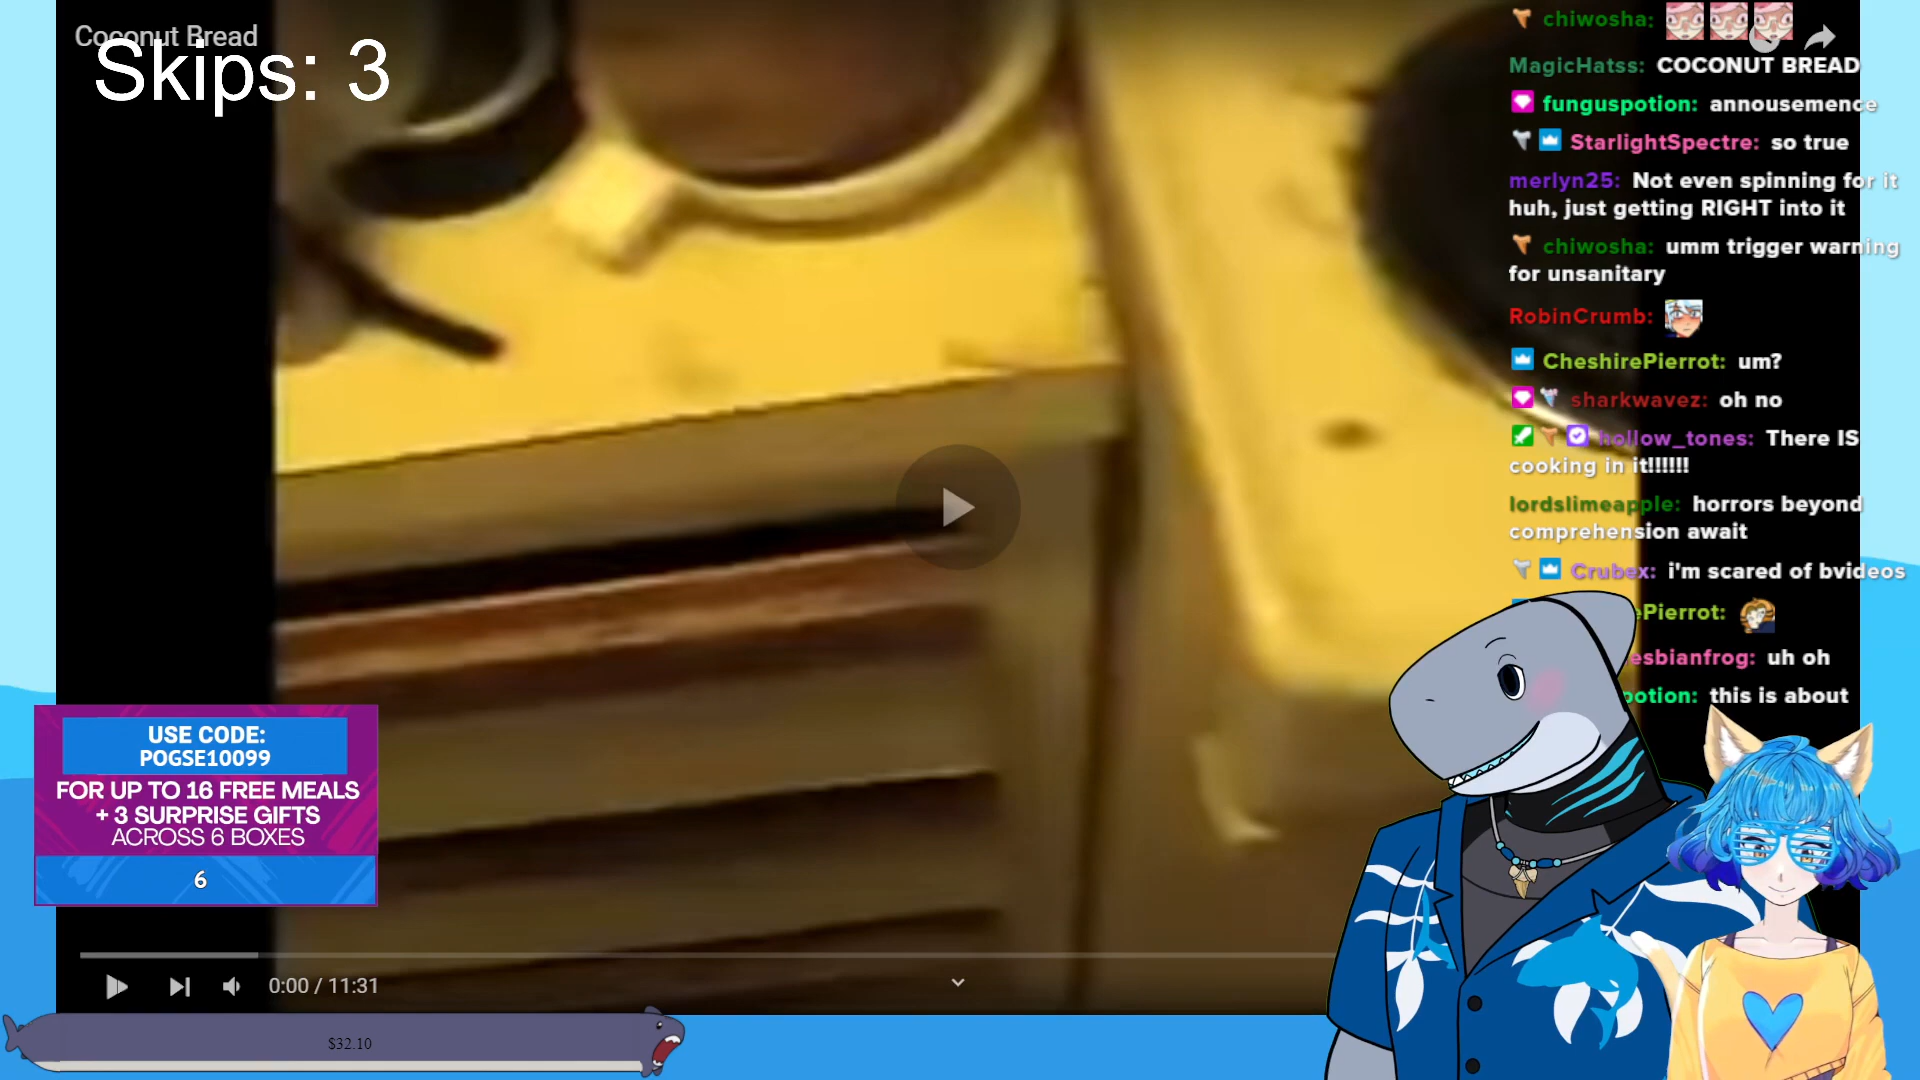 Coconut Bread
Skips: 3
chiwosha:
MagicHatss: COCONUT BREAD
funguspotion: annousemence
StarlightSpectre: so true
merlyn25: Not even spinning for it
huh, just getting RIGHT into it
chiwosha: umm trigger warning
for unsanitary
RobinCrumb:
CheshirePierrot: um?
sharkwavez: oh no
hollow_tones: There IS
cooking in it!!!!!!
lordslimeapple: horrors beyond
comprehension await
Crubex: i'm scared of bvideos
ePierrot:
esbianfrog: uh oh
potion: this is about
USE CODE:
POGSE10099
FOR UP TO 16 FREE MEALS
+ 3 SURPRISE GIFTS
ACROSS 6 BOXES
6
0:00 / 11:31
$32.10